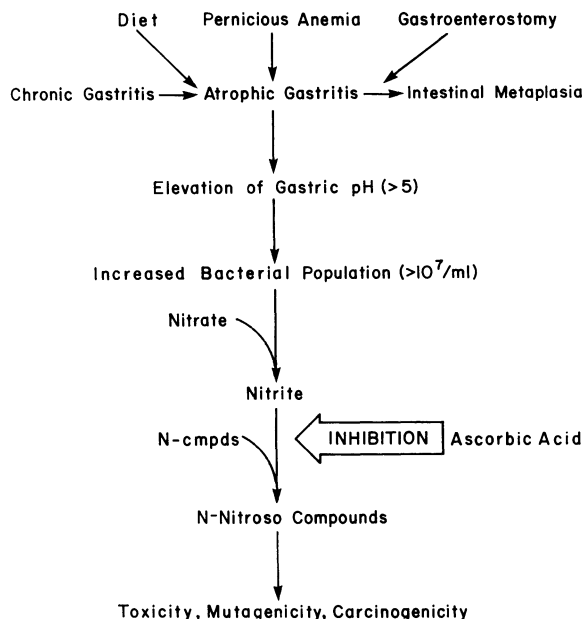 Diet Pernicious Anemia Gastroenterostomy
Chronic Gastritis Atrophic Gastritis Intestinal Metaplasia
Elevation of Gastric pH (>5)
Increased Bacterial Population (>10⁷/ml)
Nitrate
Nitrite
N-cmpds INHIBITION Ascorbic Acid
N-Nitroso Compounds
Toxicity, Mutagenicity, Carcinogenicity